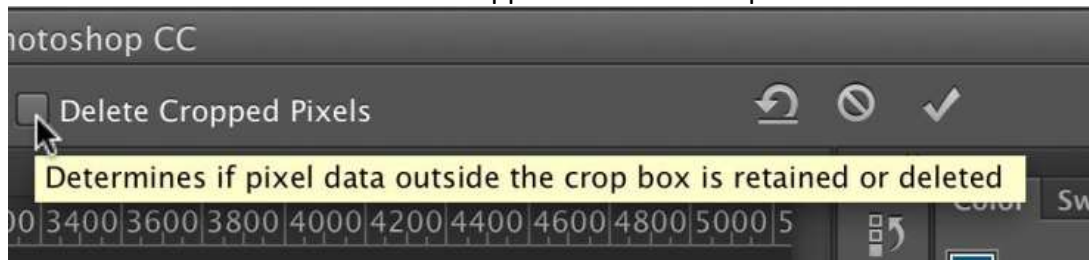 hotoshop CC
Delete Cropped Pixels
Determines if pixel data outside the crop box is retained or deleted
00 3400 3600 3800 4000 4200 4400 4600 4800 5000 5
Color Sw